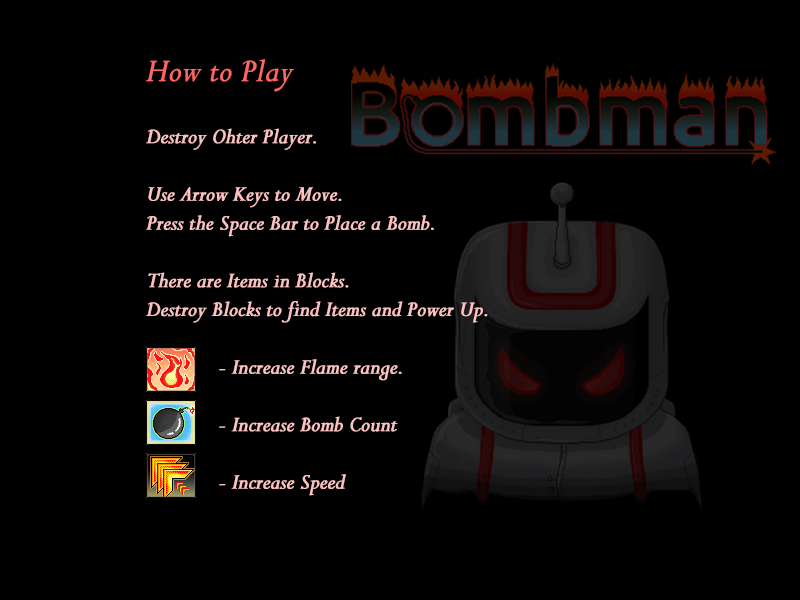 How to Play
Bombman
Destroy Ohter Player.
Use Arrow Keys to Move.
Press the Space Bar to Place a Bomb.
There are Items in Blocks.
Destroy Blocks to find Items and Power Up.
- Increase Flame range.
- Increase Bomb Count
- Increase Speed